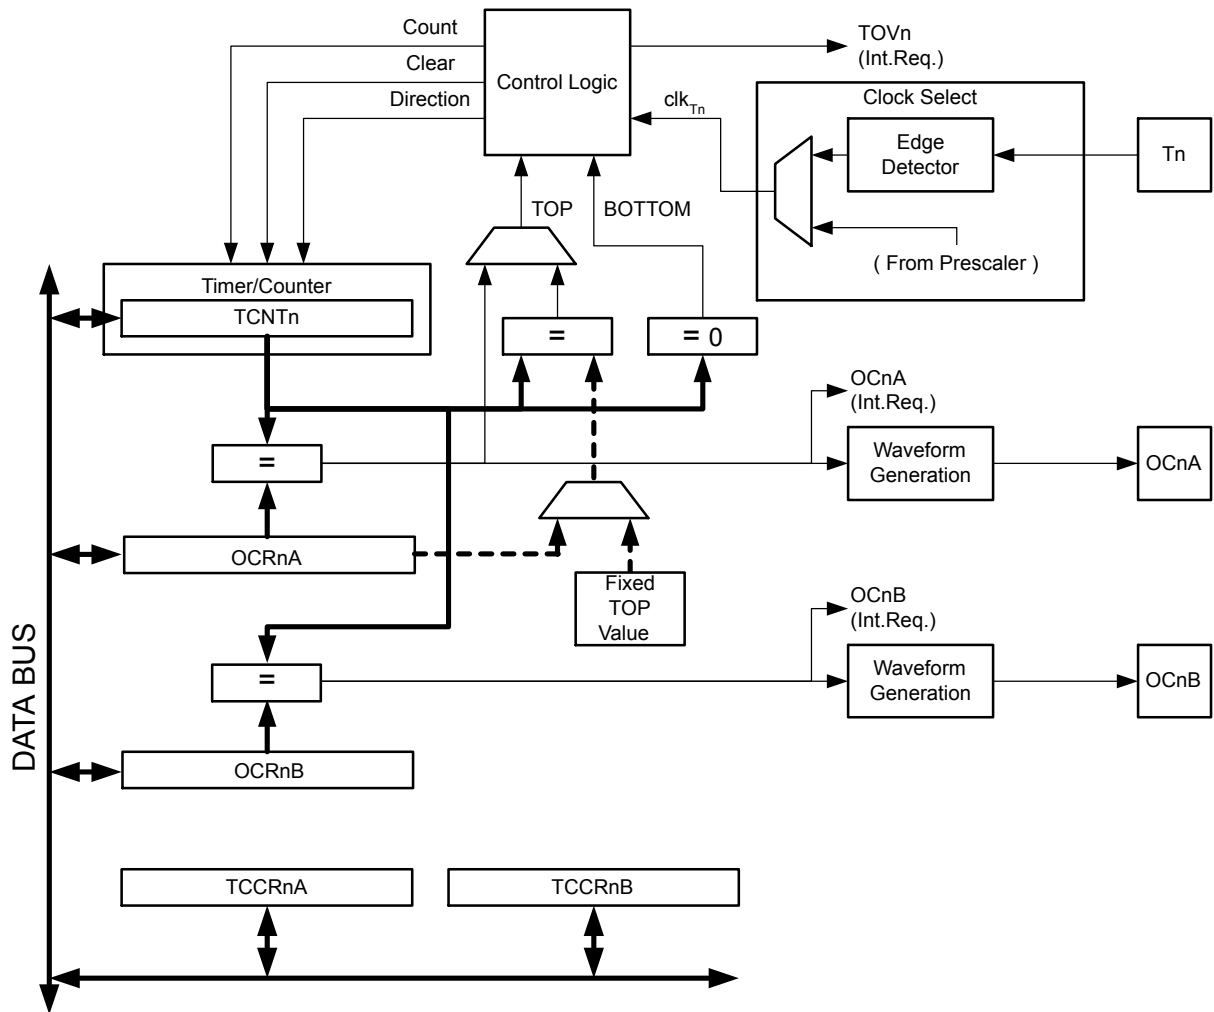 Count
Clear
Direction
Control Logic
TOVn
(Int.Req.)
clkTn
Clock Select
Edge
Detector
Tn
( From Prescaler )
TOP
BOTTOM
Timer/Counter
TCNTn
=
= 0
OCnA
(Int.Req.)
=
Waveform
Generation
OCnA
OCRnA
Fixed
TOP
Value
OCnB
(Int.Req.)
=
Waveform
Generation
OCnB
DATA BUS
OCRnB
TCCRnA
TCCRnB